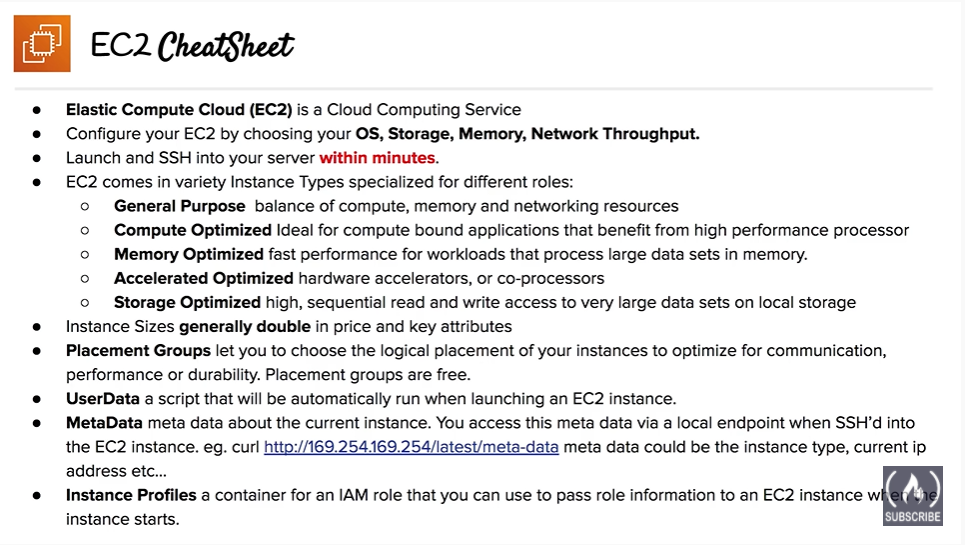 EC2 CheatSheet
● Elastic Compute Cloud (EC2) is a Cloud Computing Service
● Configure your EC2 by choosing your OS, Storage, Memory, Network Throughput.
● Launch and SSH into your server within minutes.
● EC2 comes in variety Instance Types specialized for different roles:
○ General Purpose balance of compute, memory and networking resources
○ Compute Optimized Ideal for compute bound applications that benefit from high performance processor
○ Memory Optimized fast performance for workloads that process large data sets in memory.
○ Accelerated Optimized hardware accelerators, or co-processors
○ Storage Optimized high, sequential read and write access to very large data sets on local storage
● Instance Sizes generally double in price and key attributes
● Placement Groups let you to choose the logical placement of your instances to optimize for communication,
performance or durability. Placement groups are free.
● UserData a script that will be automatically run when launching an EC2 instance.
● MetaData meta data about the current instance. You access this meta data via a local endpoint when SSH'd into
the EC2 instance. eg. curl http://169.254.169.254/latest/meta-data meta data could be the instance type, current ip
address etc...
● Instance Profiles a container for an IAM role that you can use to pass role information to an EC2 instance when the
instance starts.
SUBSCRIBE